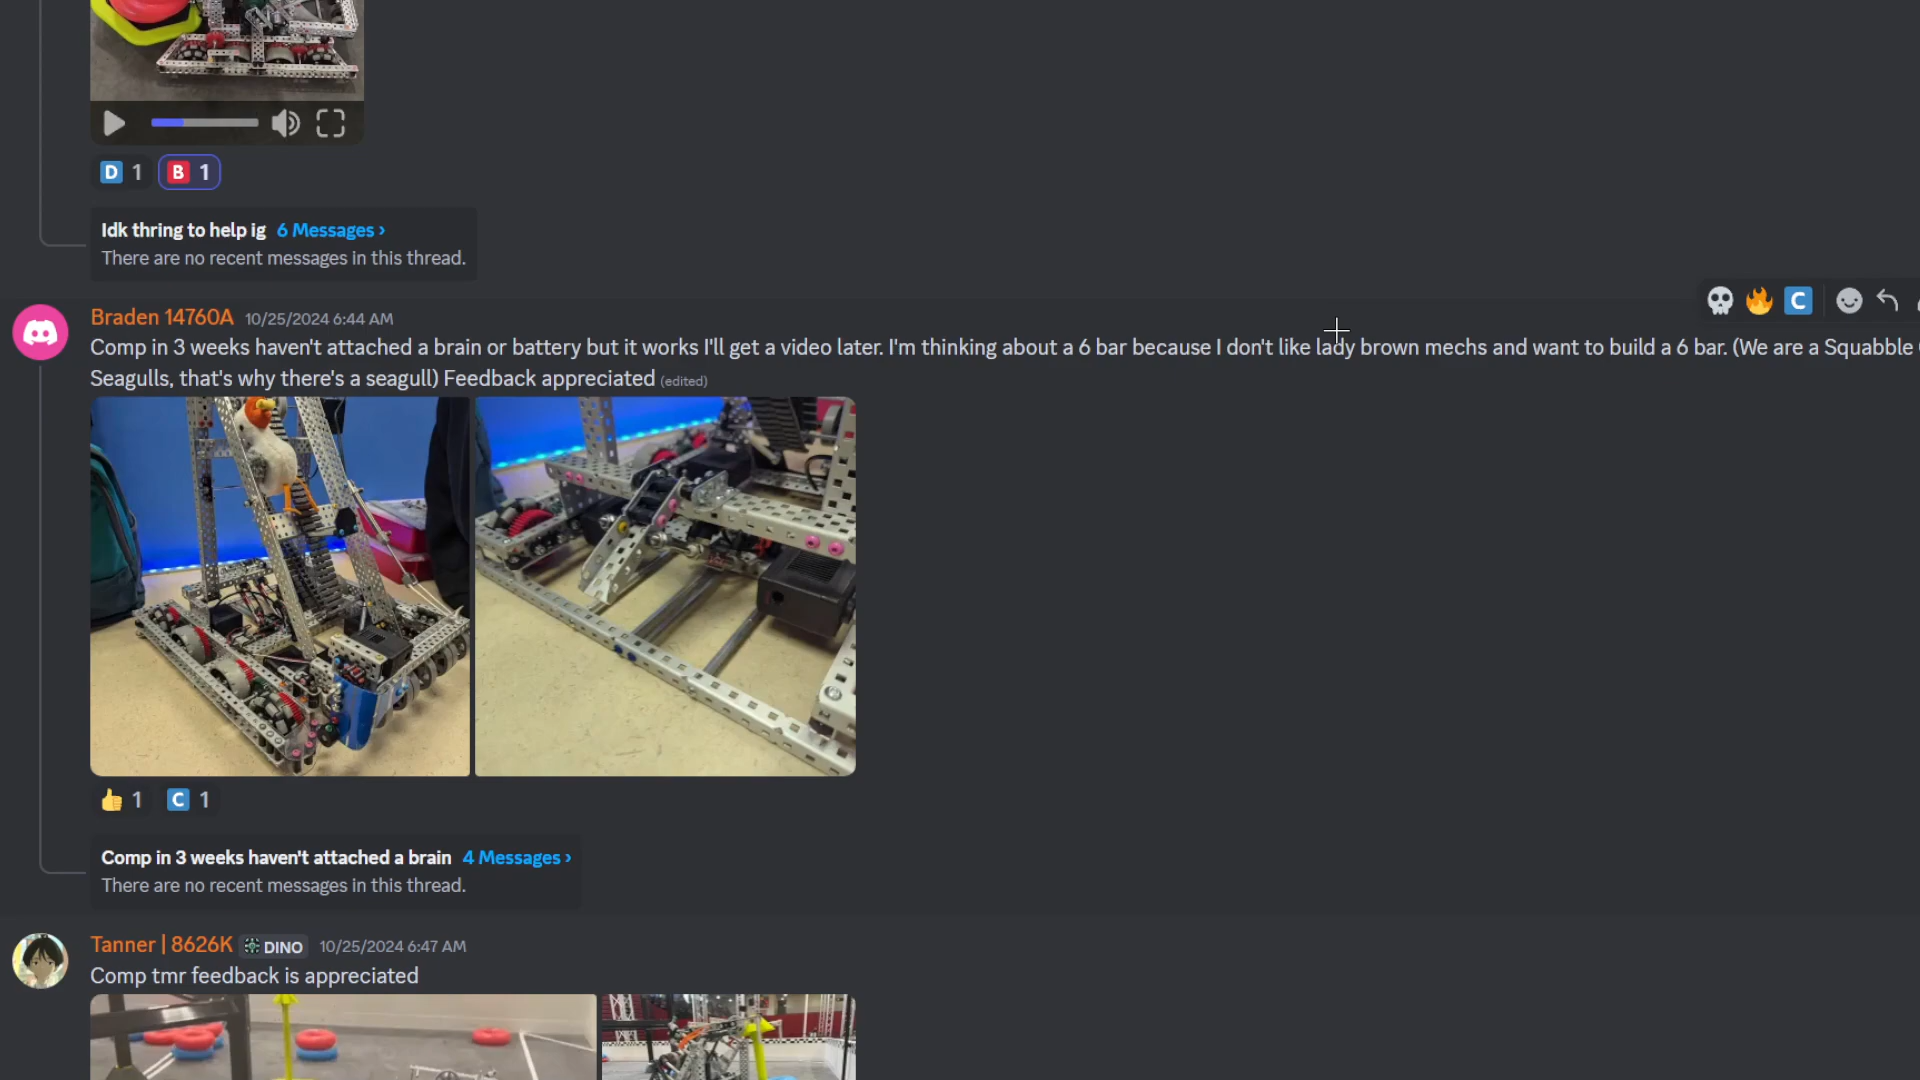 D 1 B 1
Idk thring to help ig 6 Messages ›
There are no recent messages in this thread.
C
Braden 14760A 10/25/2024 6:44 AM
Comp in 3 weeks haven't attached a brain or battery but it works I'll get a video later. I'm thinking about a 6 bar because I don't like lady brown mechs and want to build a 6 bar. (We are a Squabble
Seagulls, that's why there's a seagull) Feedback appreciated (edited)
1 C 1
Comp in 3 weeks haven't attached a brain 4 Messages ›
There are no recent messages in this thread.
Tanner | 8626K DINO 10/25/2024 6:47 AM
Comp tmr feedback is appreciated